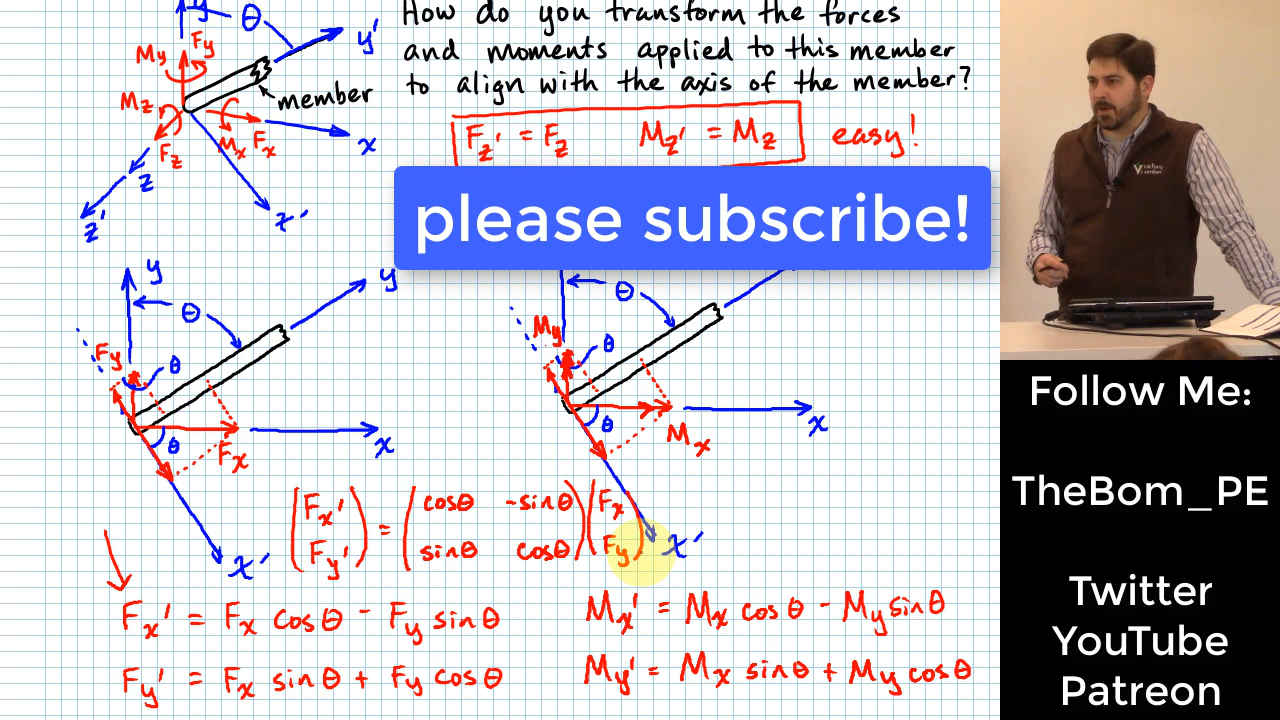 How do you transform the forces
and moments applied to this member
to align with the axis of the member?
y
θ
y'
My
Fy
member
Mz
Mx
Fx
x
Fz
z
z'
x'
Fz' = Fz Mz' = Mz easy!
please subscribe!
Victory Lumber
y
θ
y
Fy
θ
θ
Fx
x
x'
θ
My
θ
θ
Mx
x
x'
(Fx' Fy') = (cosθ -sinθ sinθ cosθ) (Fx Fy)
Fx' = Fx cosθ - Fy sinθ
Fy' = Fx sinθ + Fy cosθ
Mx' = Mx cosθ - My sinθ
My' = Mx sinθ + My cosθ
Follow Me:
TheBom_PE
Twitter
YouTube
Patreon